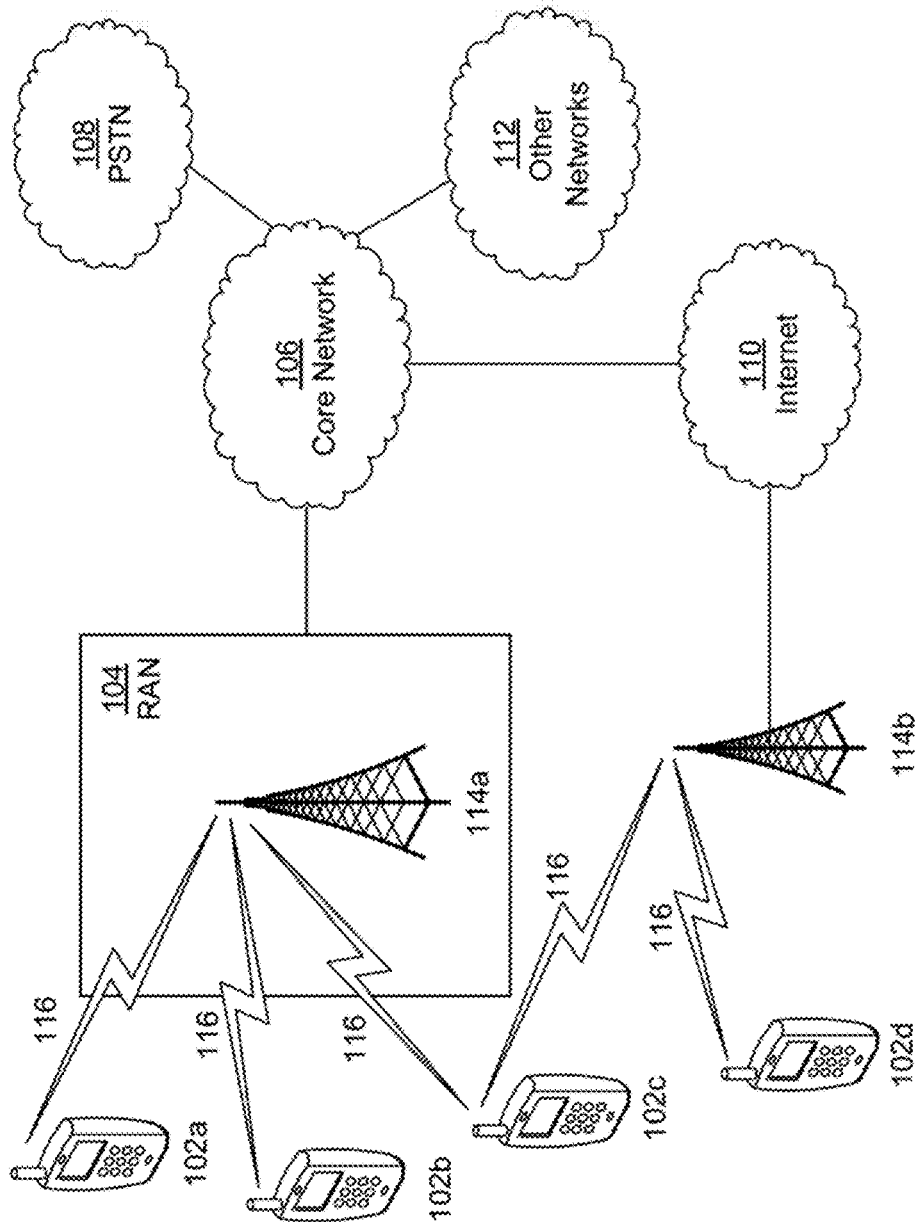 108
PSTN
106
Core Network
112
Other
Networks
104
RAN
110
Internet
114a
114b
116
116
116
116
116
102a
102b
102c
102d